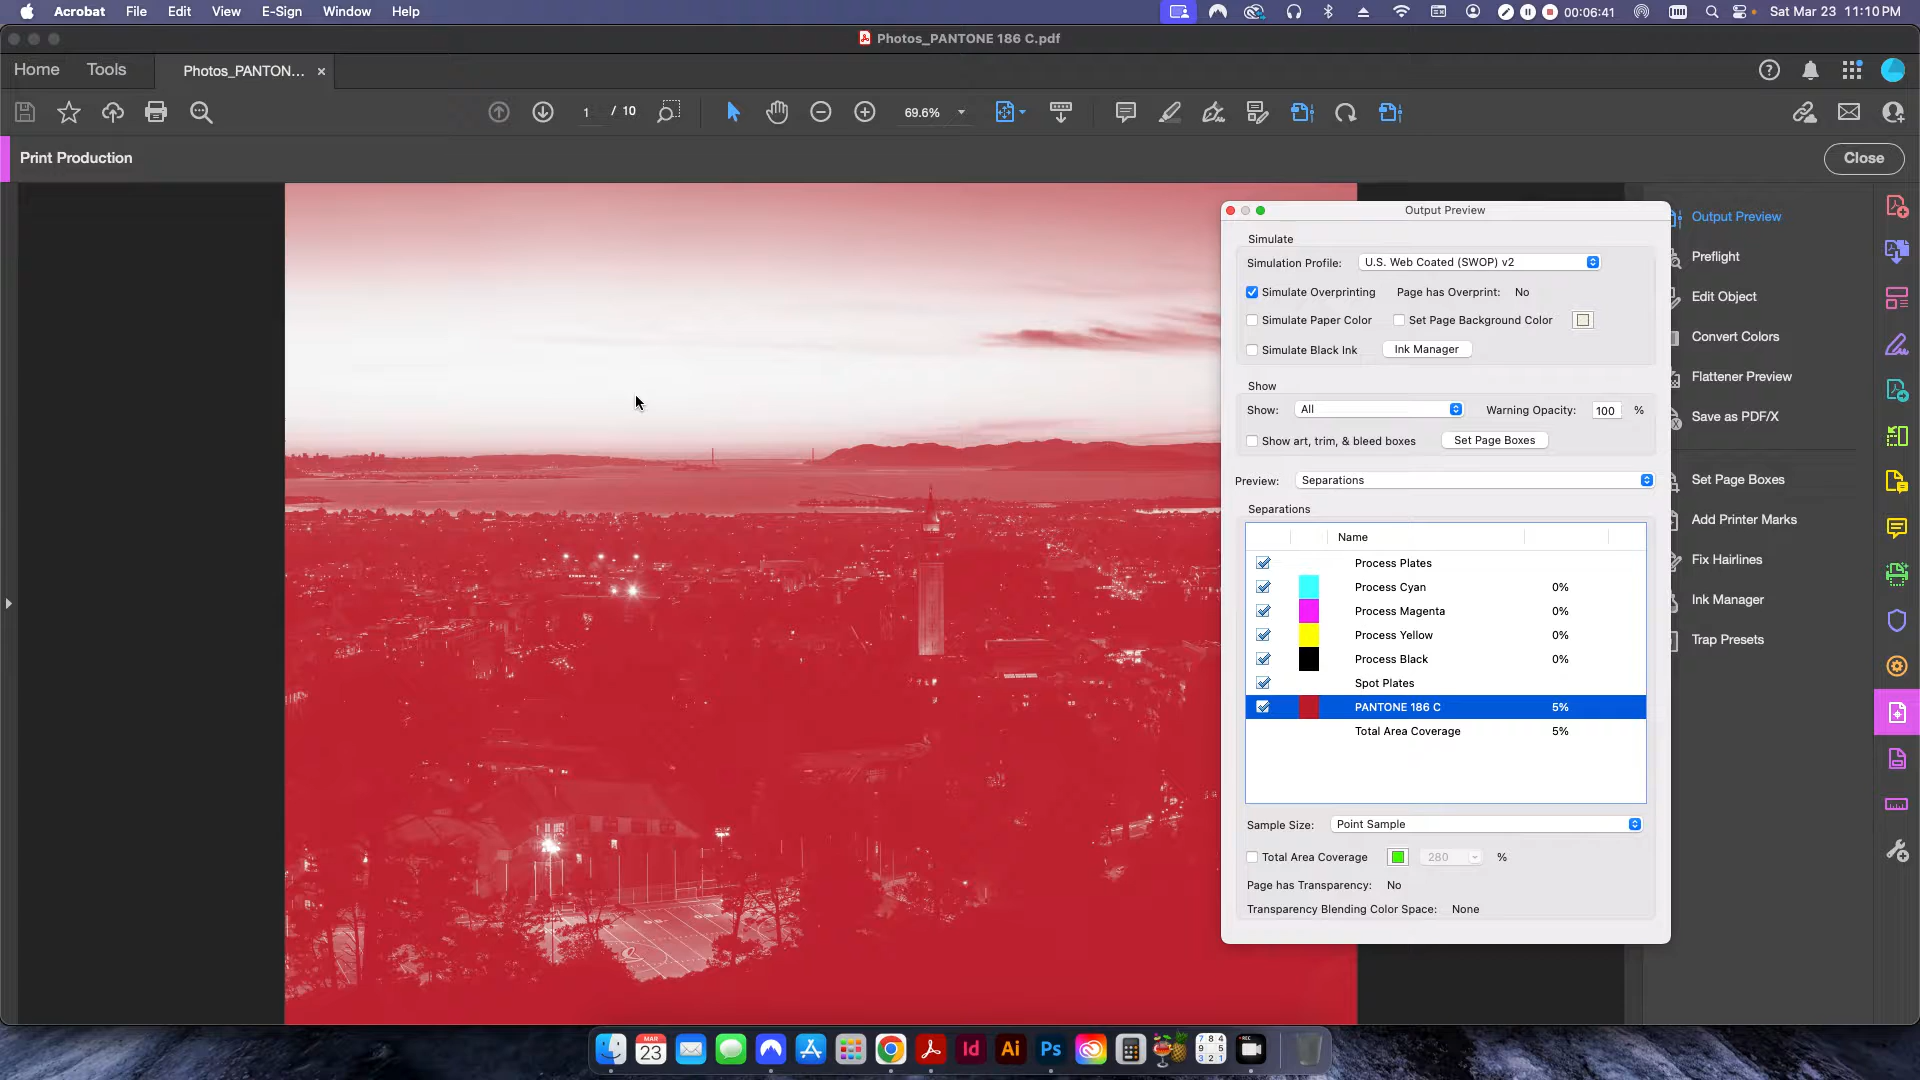 Acrobat File Edit View E-Sign Window Help 00:06:41 Sat Mar 23 11:10 PM
Photos_PANTONE 186 C.pdf
Home Tools Photos_PANTON... ×
1 / 10 69.6%
Print Production Close
Output Preview
Simulate
Simulation Profile: U.S. Web Coated (SWOP) v2
Simulate Overprinting Page has Overprint: No
Simulate Paper Color Set Page Background Color
Simulate Black Ink Ink Manager
Show
Show: All Warning Opacity: 100 %
Show art, trim, & bleed boxes Set Page Boxes
Preview: Separations
Separations
Name
Process Plates
Process Cyan 0%
Process Magenta 0%
Process Yellow 0%
Process Black 0%
Spot Plates
PANTONE 186 C 5%
Total Area Coverage 5%
Sample Size: Point Sample
Total Area Coverage 280 %
Page has Transparency: No
Transparency Blending Color Space: None
Output Preview
Preflight
Edit Object
Convert Colors
Flattener Preview
Save as PDF/X
Set Page Boxes
Add Printer Marks
Fix Hairlines
Ink Manager
Trap Presets
MAR
23
Id
Ai
Ps
REC